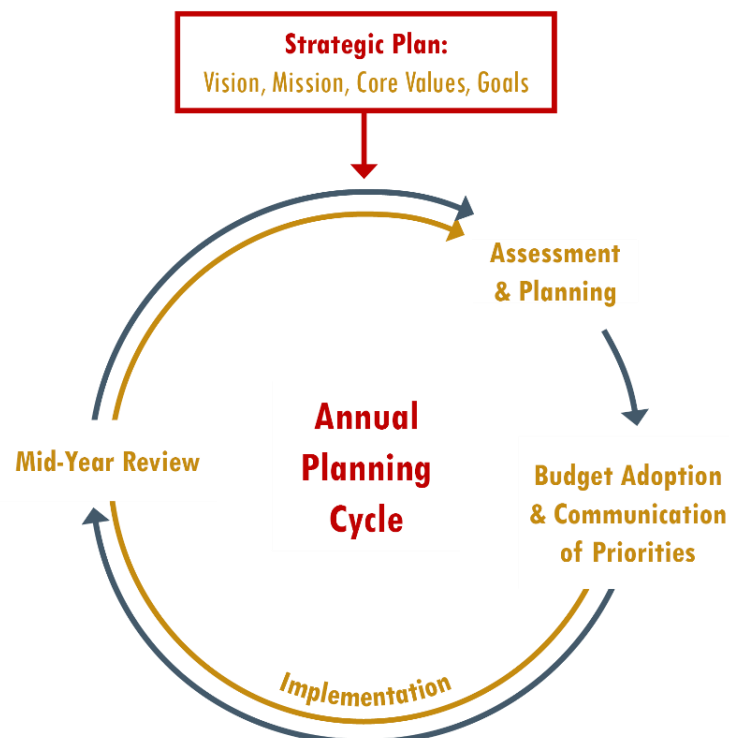 Strategic Plan:
Vision, Mission, Core Values, Goals
Assessment
& Planning
Annual
Planning
Cycle
Mid-Year Review
Budget Adoption
& Communication
of Priorities
Implementation